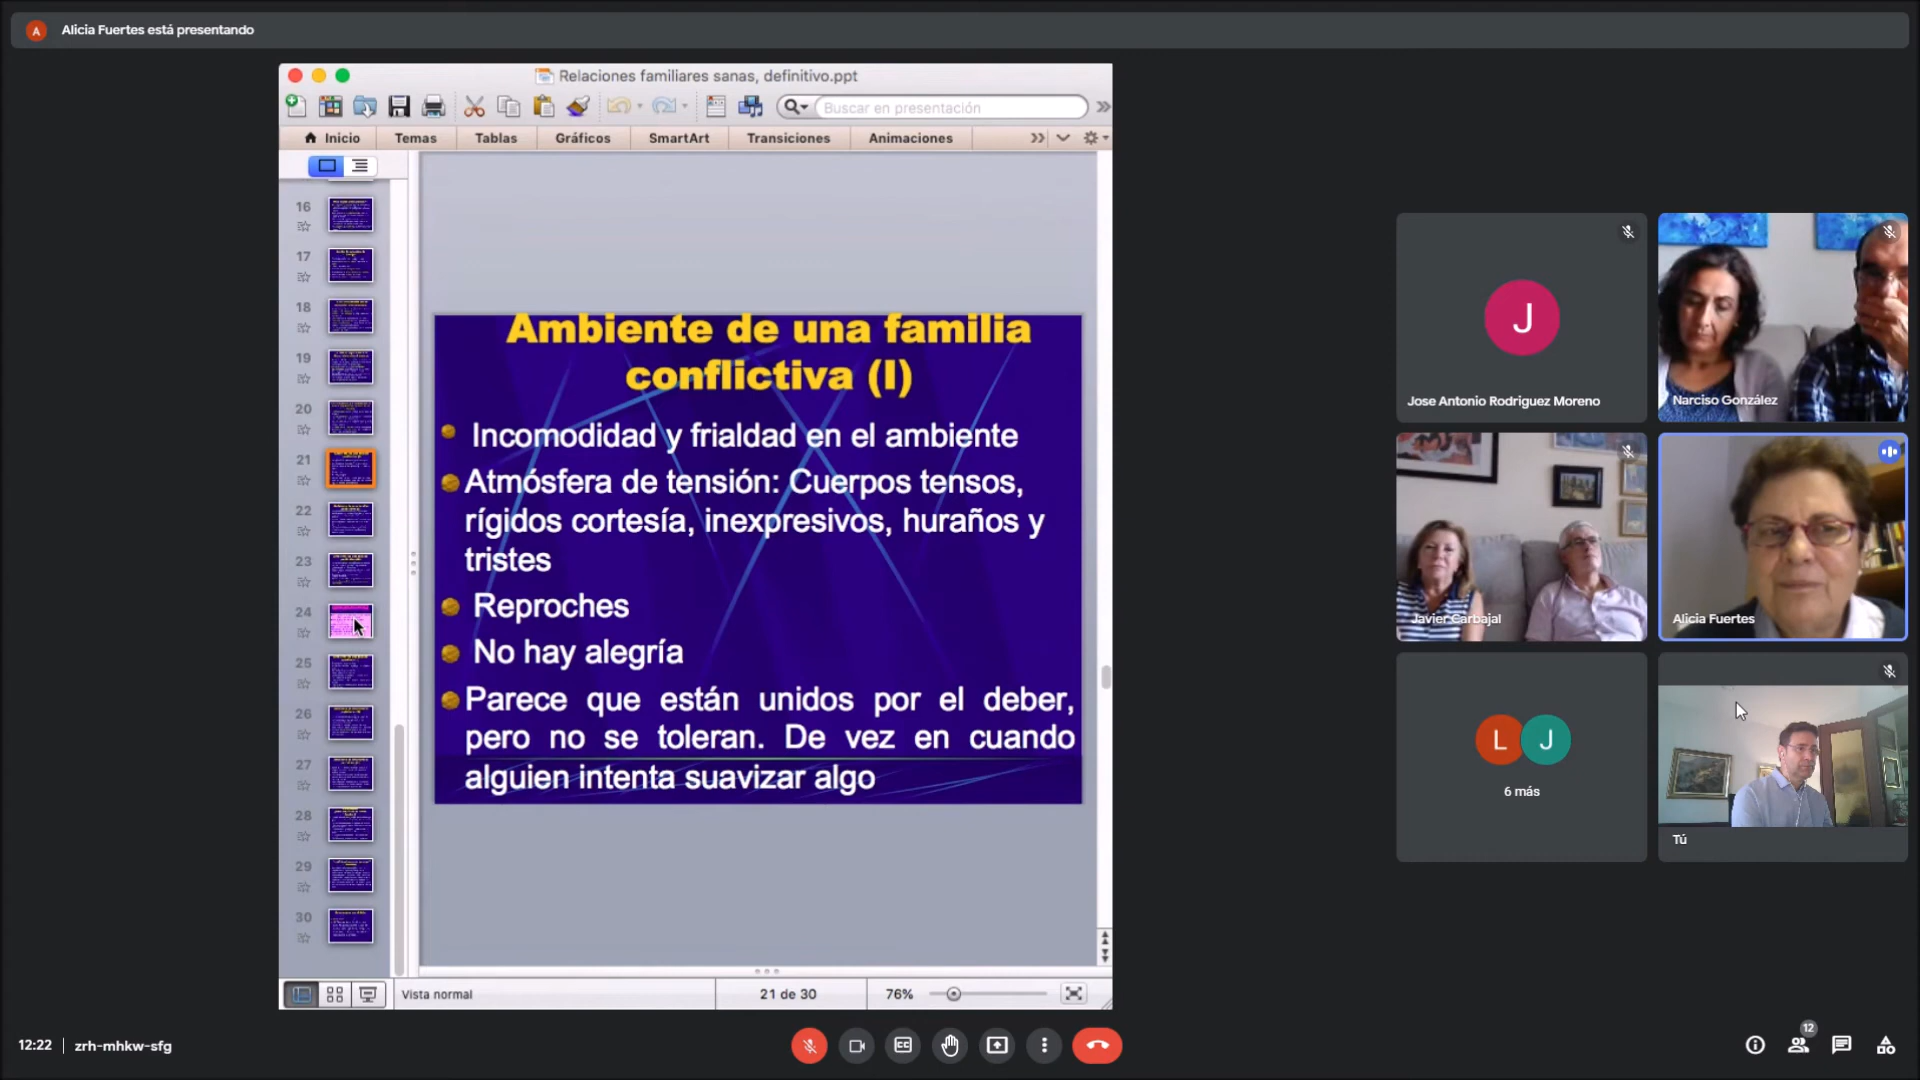 A
Alicia Fuertes está presentando
Relaciones familiares sanas, definitivo.ppt
Buscar en presentación
Inicio
Temas
Tablas
Gráficos
SmartArt
Transiciones
Animaciones
16
17
18
19
20
21
22
23
24
25
26
27
28
29
30
Ambiente de una familia
conflictiva (I)
Incomodidad y frialdad en el ambiente
Atmósfera de tensión: Cuerpos tensos,
rígidos cortesía, inexpresivos, huraños y
tristes
Reproches
No hay alegría
Parece que están unidos por el deber,
pero no se toleran. De vez en cuando
alguien intenta suavizar algo
Vista normal
21 de 30
76%
J
Jose Antonio Rodriguez Moreno
Narciso González
Javier Carbajal
Alicia Fuertes
L
J
6 más
Tú
12:22
zrh-mhkw-sfg
CC
12